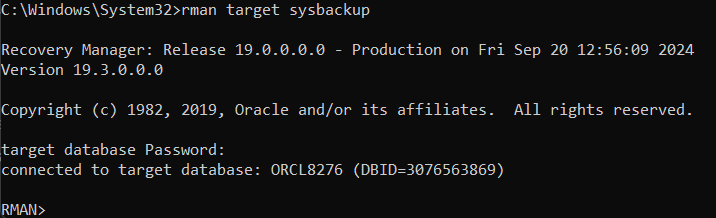 C:\Windows\System32>rman target sysbackup
Recovery Manager: Release 19.0.0.0.0 - Production on Fri Sep 20 12:56:09 2024
Version 19.3.0.0.0
Copyright (c) 1982, 2019, Oracle and/or its affiliates.  All rights reserved.
target database Password:
connected to target database: ORCL8276 (DBID=3076563869)
RMAN>